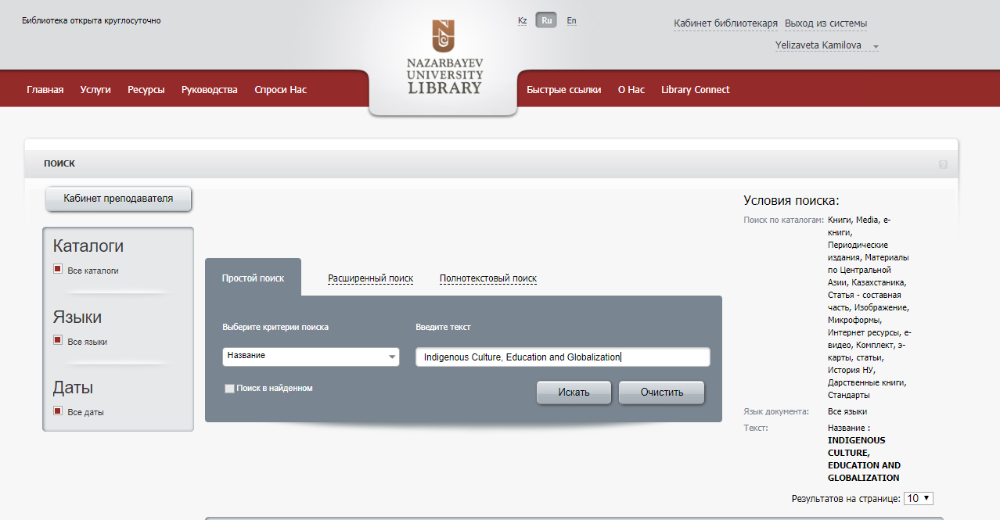 Библиотека открыта круглосуточно
Kz Ru En
Кабинет библиотекаря Выход из системы
Yelizaveta Kamilova
NAZARBAYEV
UNIVERSITY
LIBRARY
Главная Услуги Ресурсы Руководства Спроси Нас Быстрые ссылки О Нас Library Connect
ПОИСК
?
Кабинет преподавателя
Каталоги
Все каталоги
Языки
Все языки
Даты
Все даты
Простой поиск Расширенный поиск Полнотекстовый поиск
Выберите критерии поиска Введите текст
Название Indigenous Culture, Education and Globalization
Поиск в найденном Искать Очистить
Условия поиска:
Поиск по каталогам: Книги, Media, е-
книги,
Периодические
издания, Материалы
по Центральной
Азии, Казахстаника,
Статья - составная
часть, Изображение,
Микроформы,
Интернет ресурсы, е-
видео, Комплект, э-
карты, статьи,
История НУ,
Дарственные книги,
Стандарты
Язык документа: Все языки
Текст: Название :
INDIGENOUS
CULTURE,
EDUCATION AND
GLOBALIZATION
Результатов на странице: 10